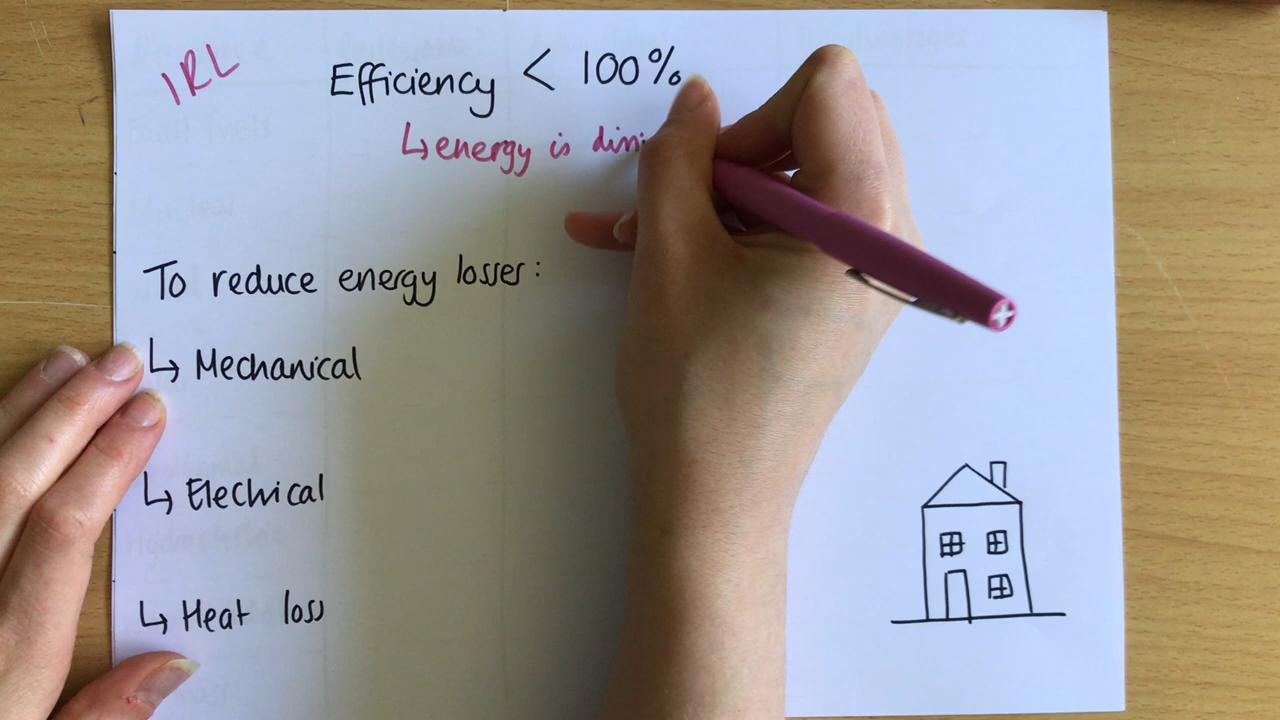 IRL
Efficiency < 100%
↳ energy is
To reduce energy losses:
↳ Mechanical
↳ Electrical
↳ Heat loss